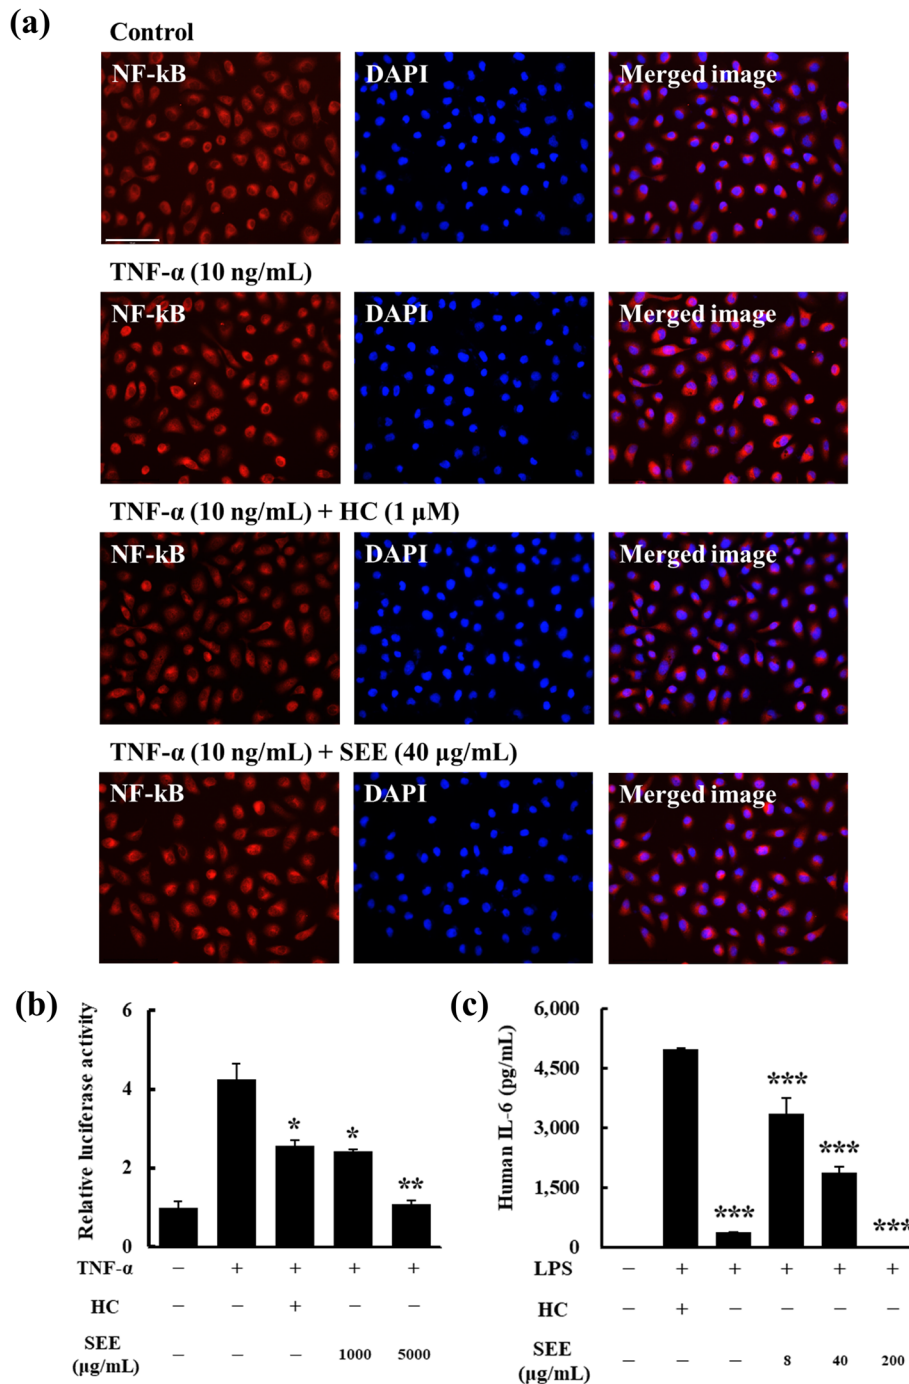 (a)
Control
NF-kB DAPI Merged image
TNF-α (10 ng/mL)
NF-kB DAPI Merged image
TNF-α (10 ng/mL) + HC (1 μM)
NF-kB DAPI Merged image
TNF-α (10 ng/mL) + SEE (40 μg/mL)
NF-kB DAPI Merged image
(b)
Relative luciferase activity
6
4
2
0
* * **
TNF-α − + + + +
HC − − + − −
SEE (μg/mL) − − − 1000 5000
(c)
Human IL-6 (pg/mL)
6,000
4,500
3,000
1,500
0
*** *** *** ***
LPS − + + + + +
HC − + − − − −
SEE (μg/mL) − − − 8 40 200